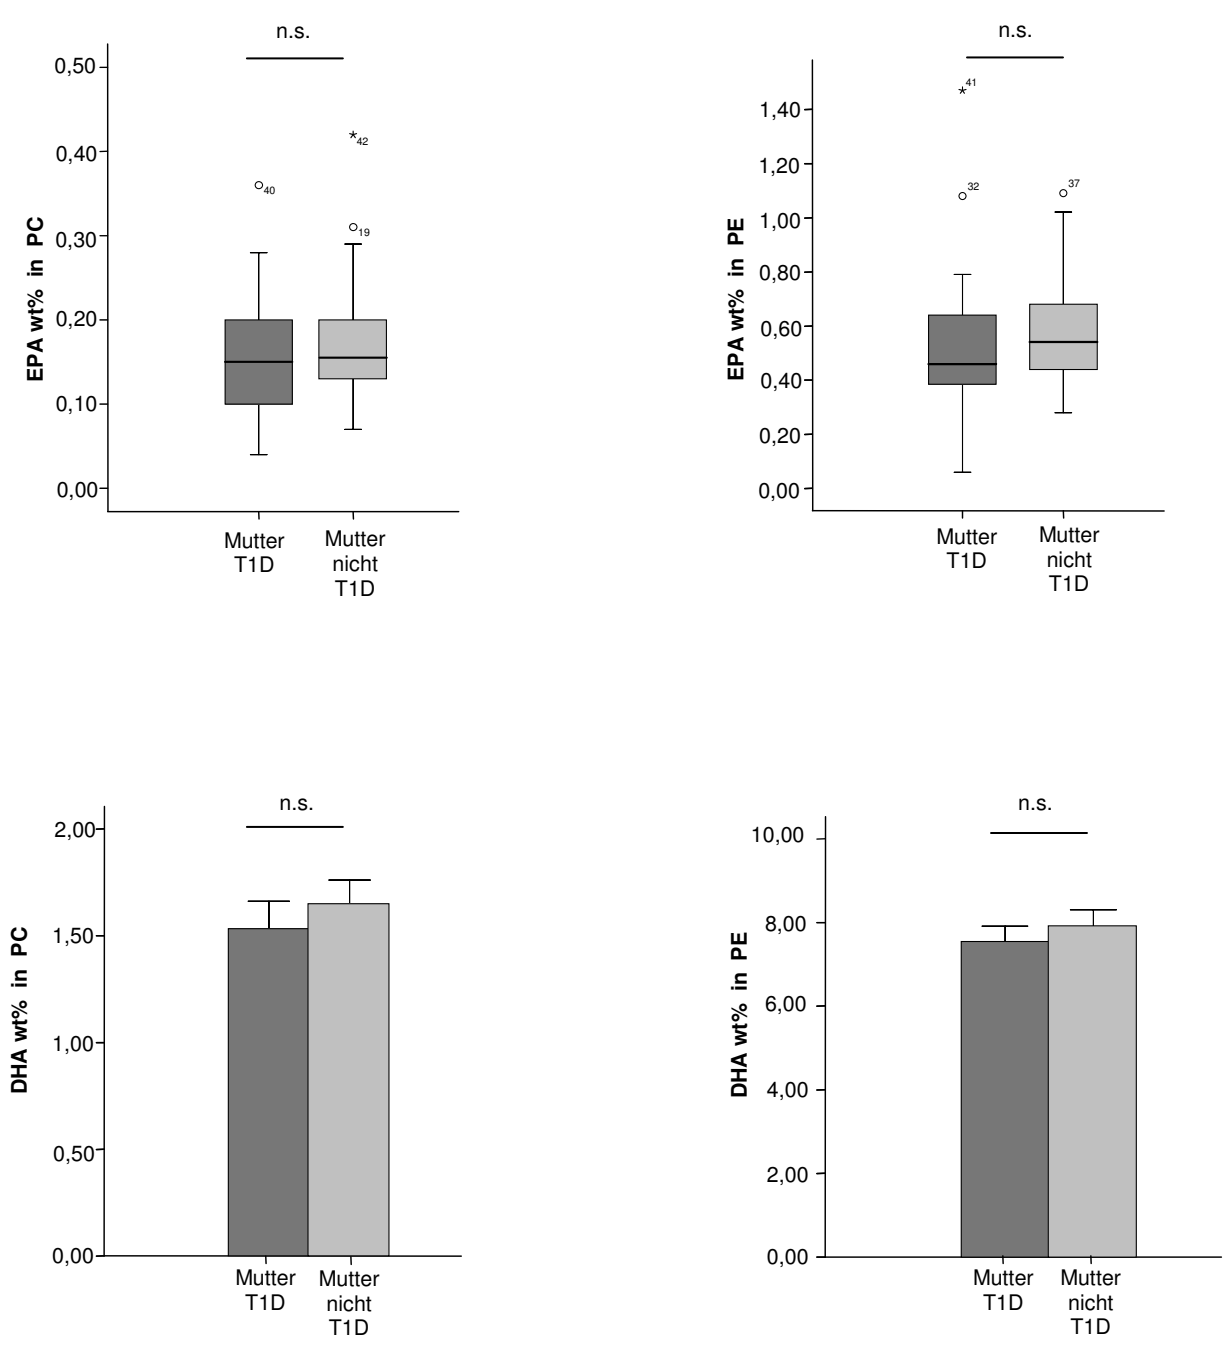 n.s.
0,50
0,40
0,30
0,20
0,10
0,00
EPA wt% in PC
*42
40
19
Mutter
T1D
Mutter
nicht
T1D
n.s.
1,40
1,20
1,00
0,80
0,60
0,40
0,20
0,00
EPA wt% in PE
*41
32
37
Mutter
T1D
Mutter
nicht
T1D
n.s.
2,00
1,50
1,00
0,50
0,00
DHA wt% in PC
Mutter
T1D
Mutter
nicht
T1D
n.s.
10,00
8,00
6,00
4,00
2,00
0,00
DHA wt% in PE
Mutter
T1D
Mutter
nicht
T1D